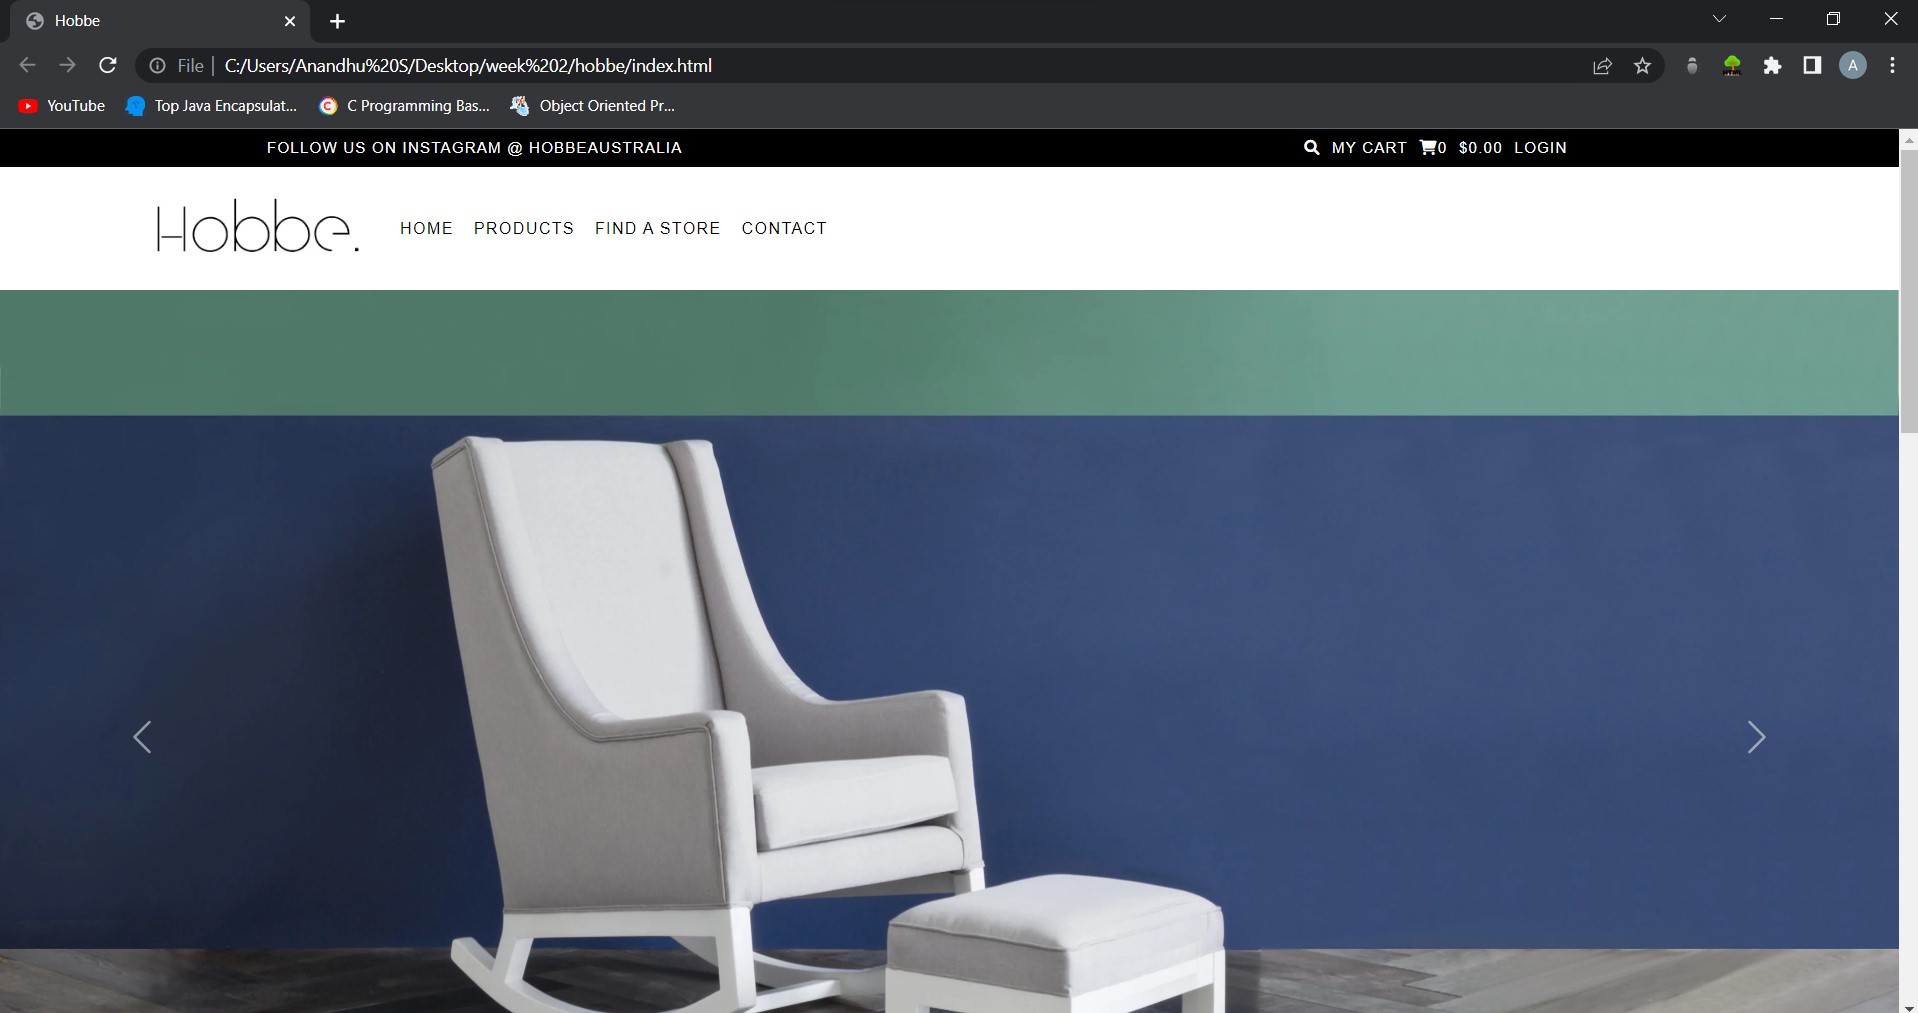 Hobbe
File C:/Users/Anandhu%20S/Desktop/week%202/hobbe/index.html A
YouTube Top Java Encapsulat... C Programming Bas... Object Oriented Pr...
FOLLOW US ON INSTAGRAM @ HOBBEAUSTRALIA MY CART 0 $0.00 LOGIN
Hobbe. HOME PRODUCTS FIND A STORE CONTACT